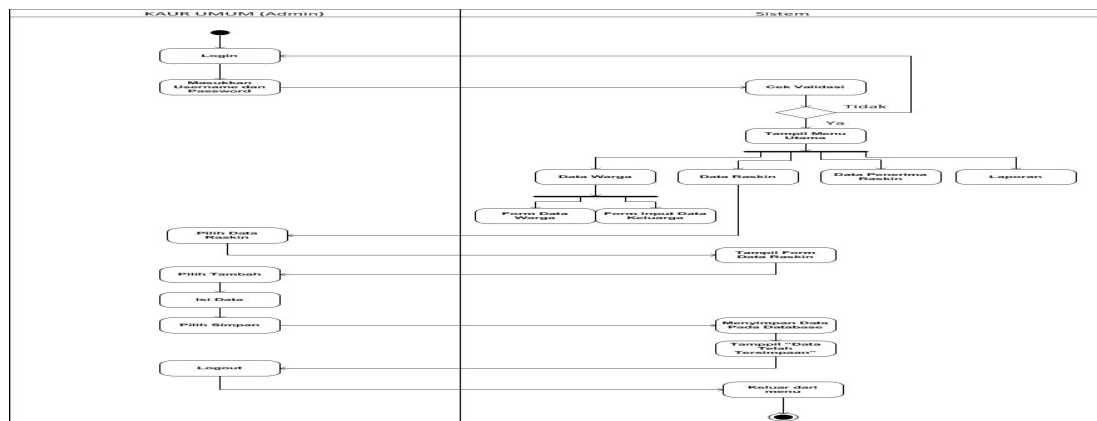 KAUR UMUM (Admin)
Sistem
Login
Masukkan
Username dan
Password
Cek Validasi
Tidak
Ya
Tampil Menu
Utama
Data Warga
Data Raskin
Data Penerima
Raskin
Laporan
Form Data
Warga
Form Input Data
Keluarga
Pilih Data
Raskin
Tampil Form
Data Raskin
Pilih Tambah
Isi Data
Pilih Simpan
Menyimpan Data
Pada Database
Tamppil "Data
Telah
Tersimpaan"
Logout
Keluar dari
menu